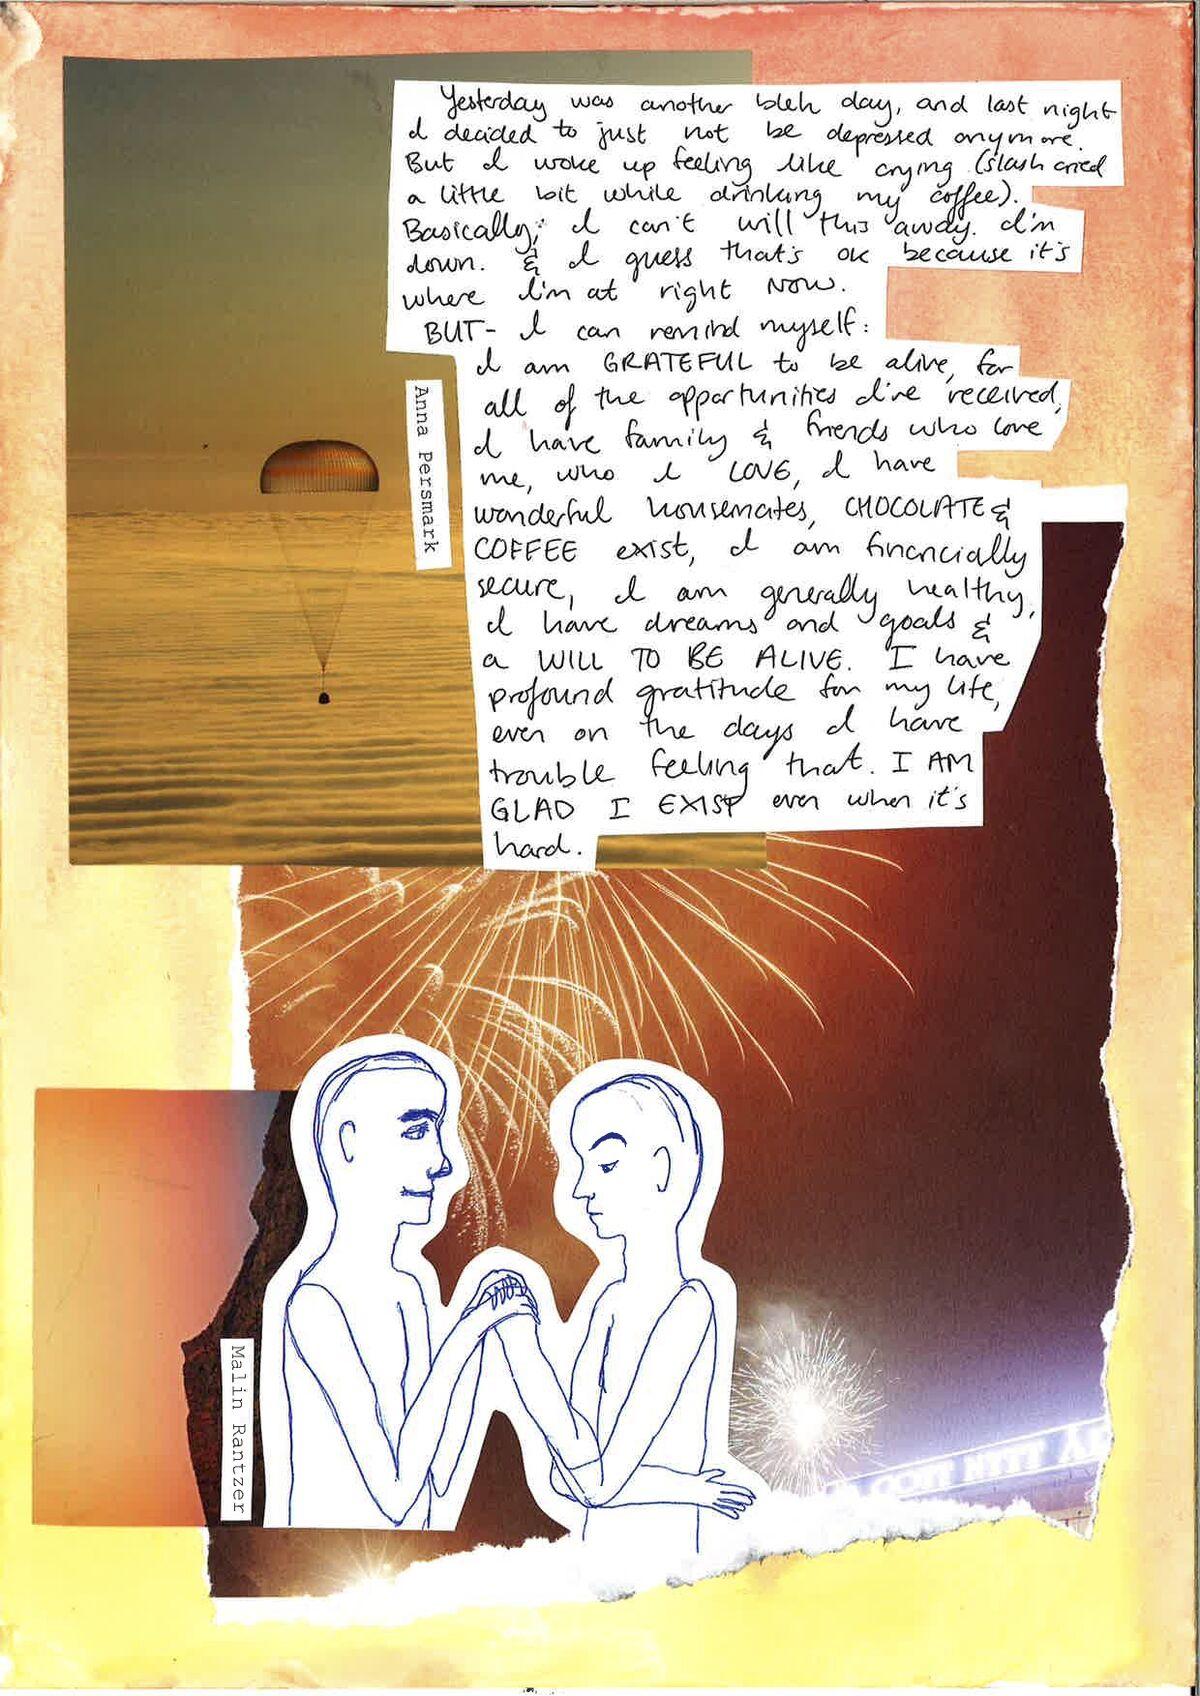 Yesterday was another bleh day, and last night
I decided to just not be depressed anymore.
But I woke up feeling like crying (slash cried
a little bit while drinking my coffee).
Basically, I can't will this away. I'm
down. & I guess that's ok because it's
where I'm at right now.
BUT- I can remind myself:
I am GRATEFUL to be alive, for
all of the opportunities I've received,
I have family & friends who love
me, who I LOVE, I have
wonderful housemates, CHOCOLATE &
COFFEE exist, I am financially
secure, I am generally healthy,
I have dreams and goals &
a WILL TO BE ALIVE. I have
profound gratitude for my life,
even on the days I have
trouble feeling that. I AM
GLAD I EXIST even when it's
hard.
Anna Persmark
Malin Rantzer